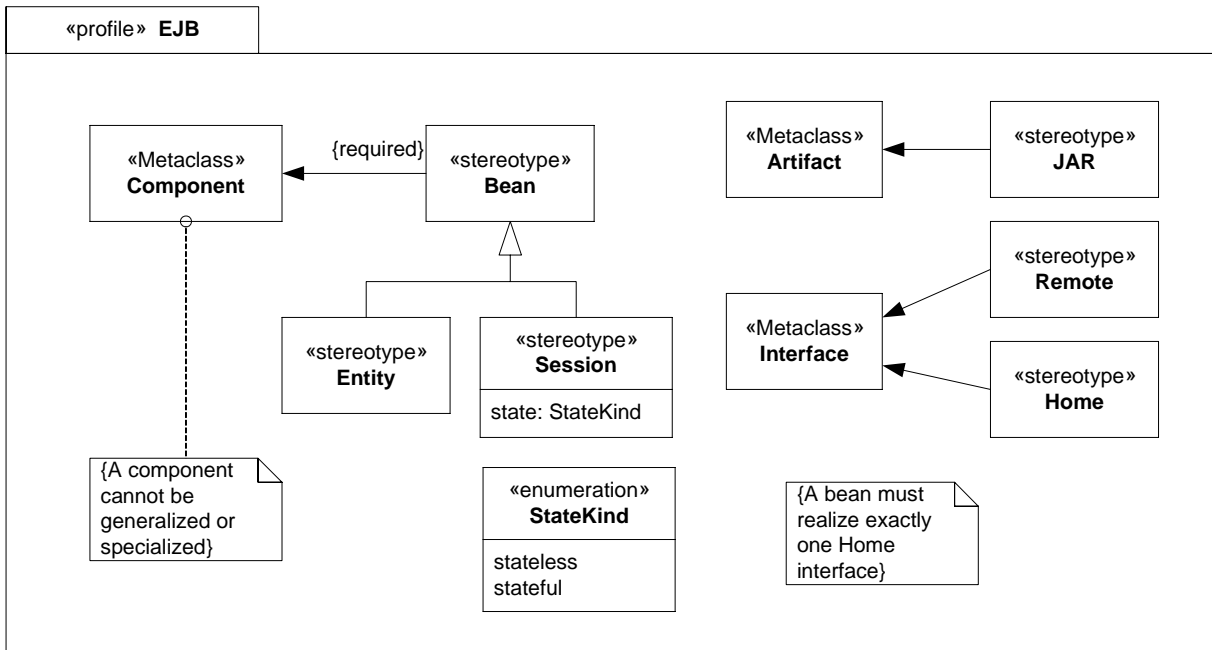 «profile» EJB
«Metaclass»
Component
{required}
«stereotype»
Bean
«Metaclass»
Artifact
«stereotype»
JAR
«stereotype»
Entity
«stereotype»
Session
state: StateKind
«Metaclass»
Interface
«stereotype»
Remote
«stereotype»
Home
{A component
cannot be
generalized or
specialized}
«enumeration»
StateKind
stateless
stateful
{A bean must
realize exactly
one Home
interface}